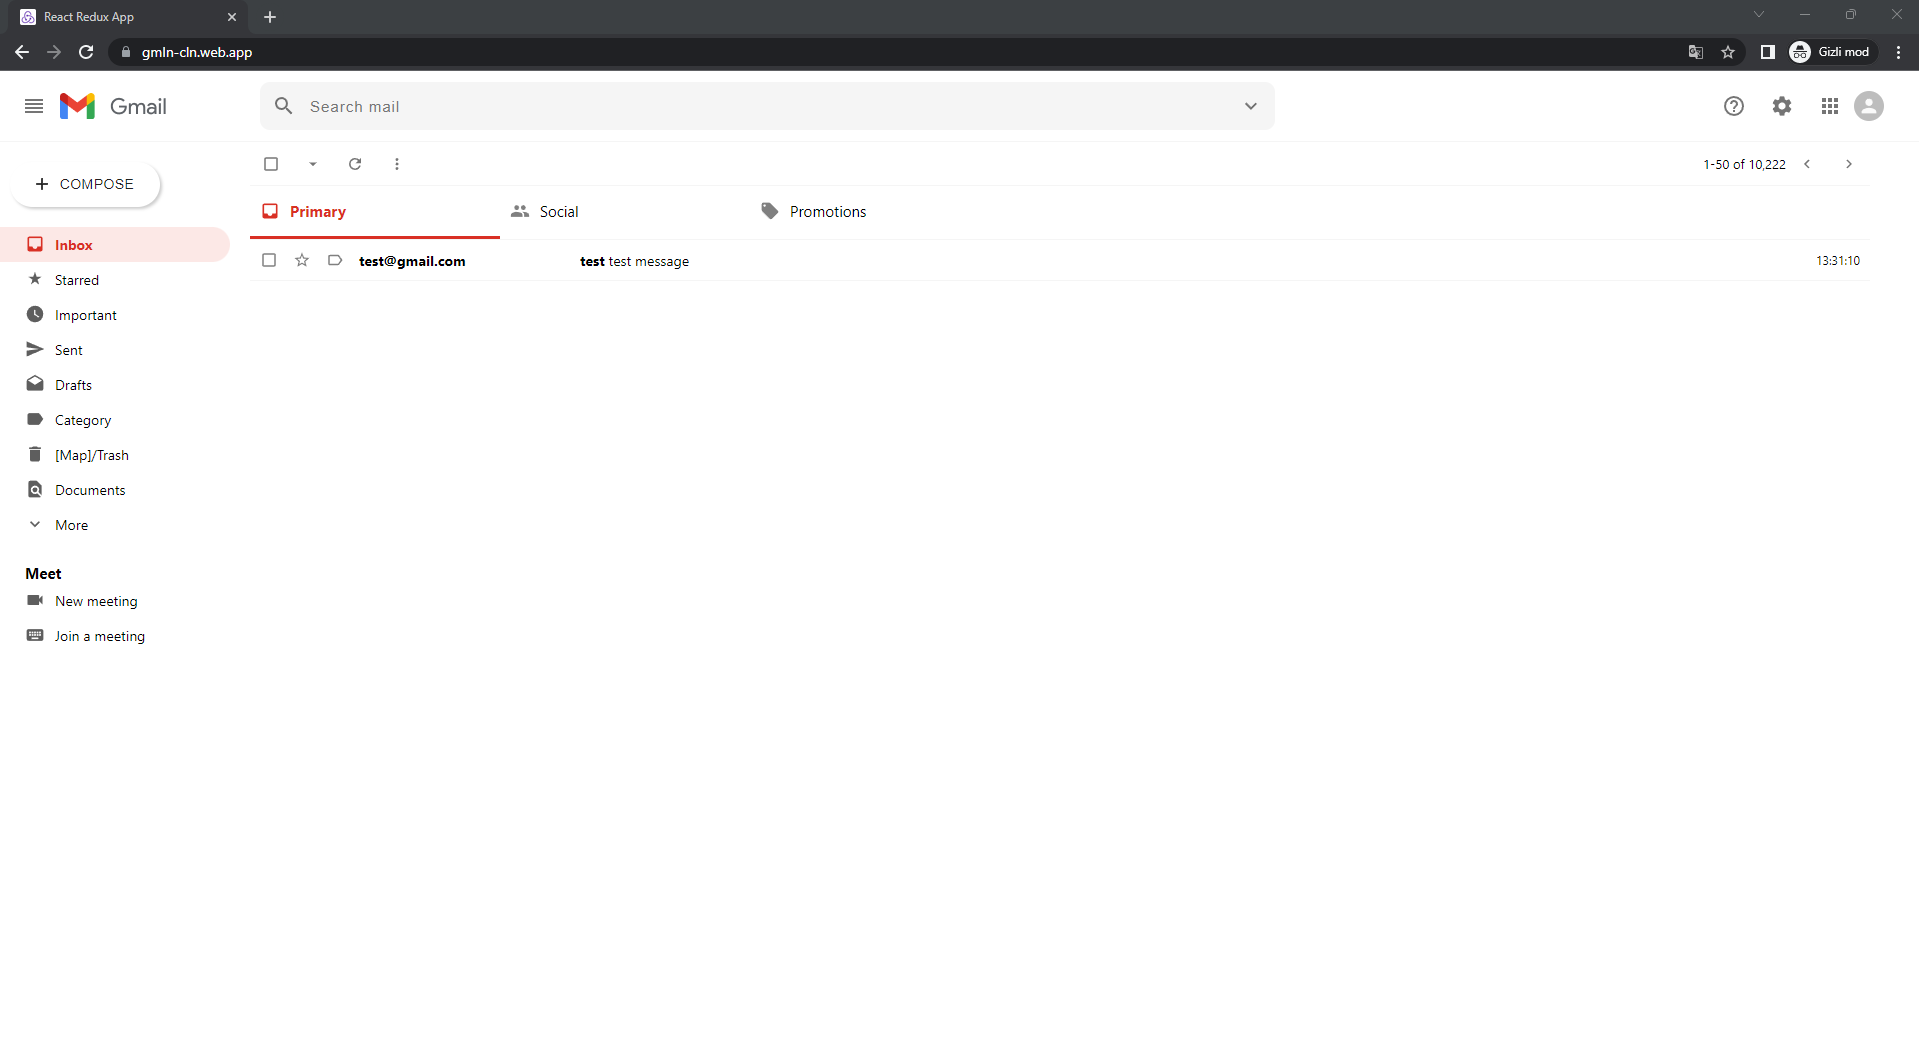 React Redux App
gmln-cln.web.app
Gizli mod
Gmail
Search mail
COMPOSE
1-50 of 10,222
Primary
Social
Promotions
Inbox
test@gmail.com test test message 13:31:10
Starred
Important
Sent
Drafts
Category
[Map]/Trash
Documents
More
Meet
New meeting
Join a meeting